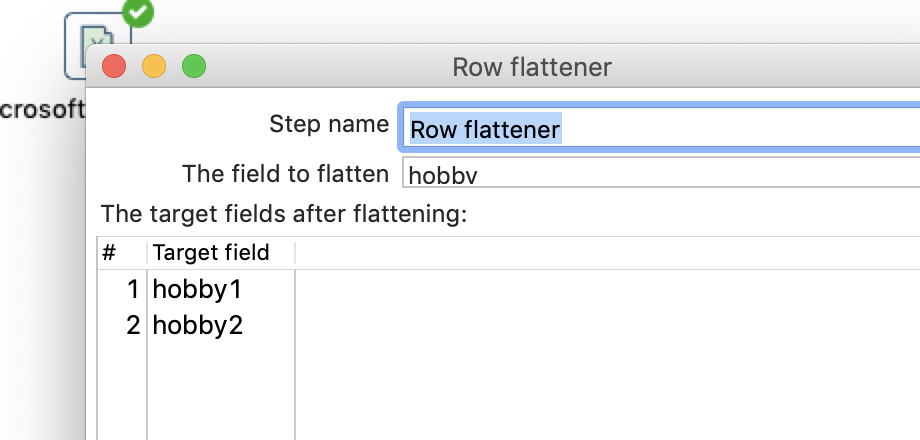 Row flattener
crosoft
Step name Row flattener
The field to flatten hobby
The target fields after flattening:
# Target field
1 hobby1
2 hobby2